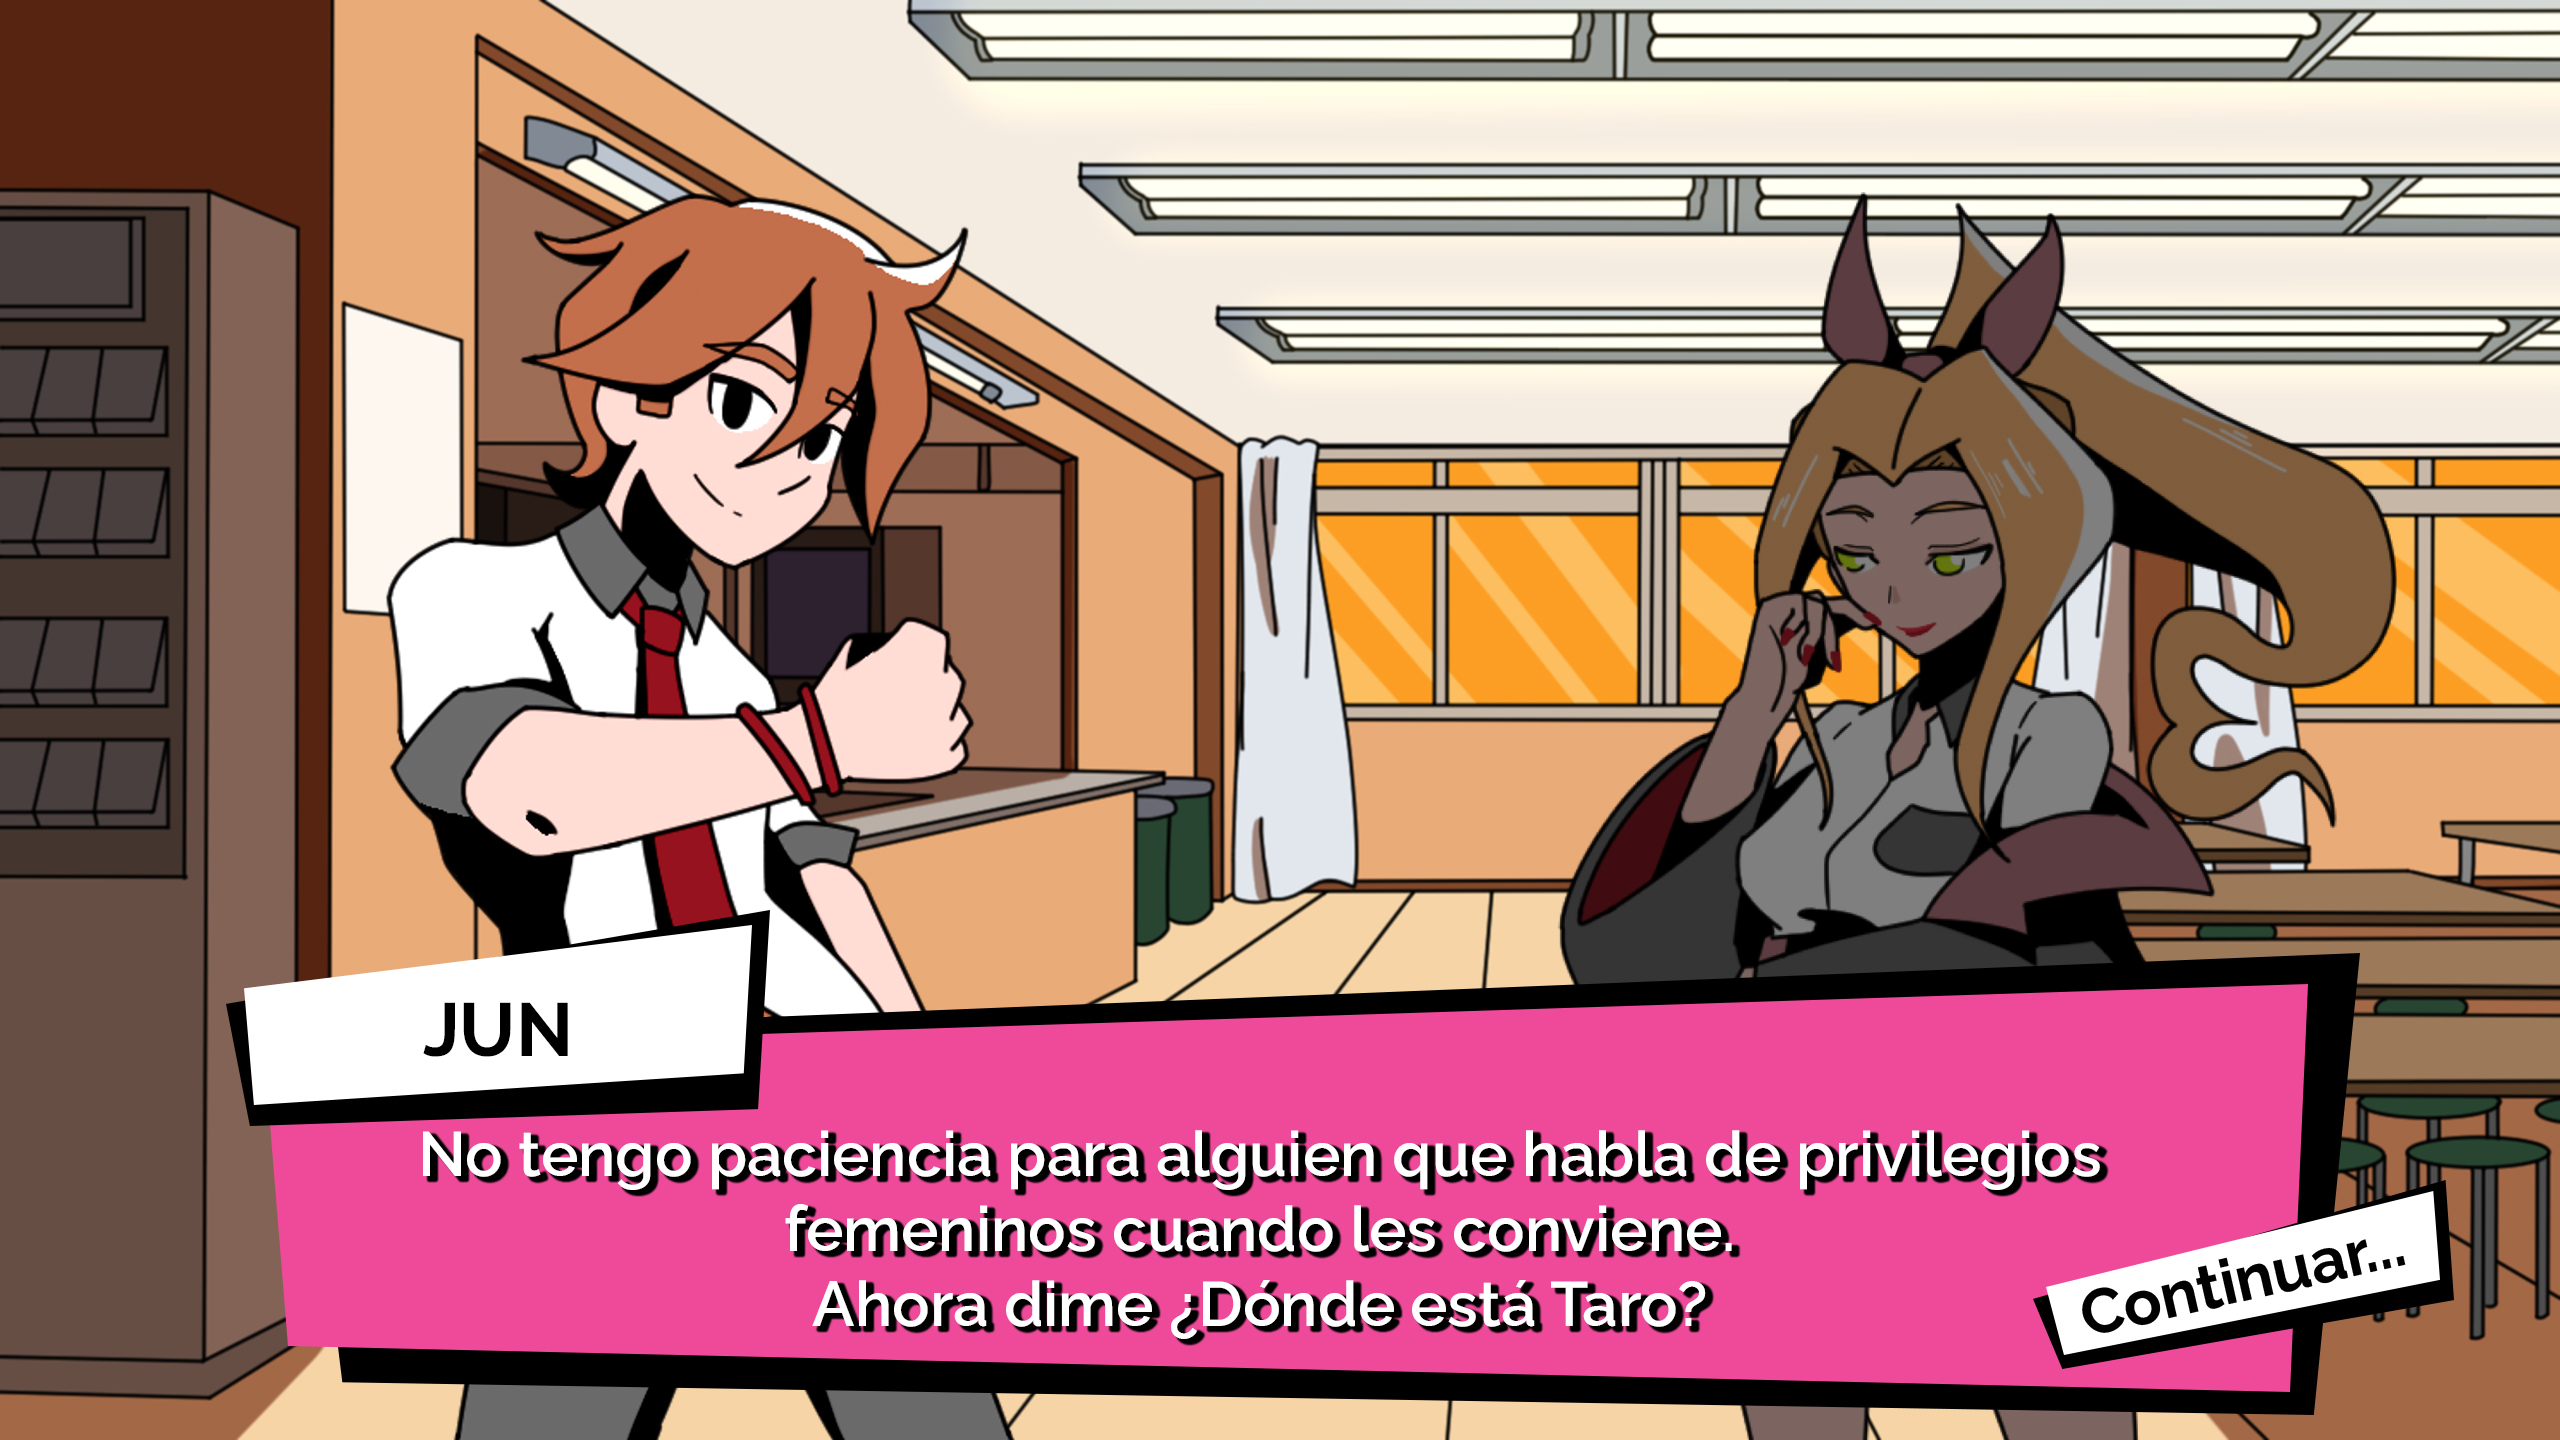 JUN
No tengo paciencia para alguien que habla de privilegios
femeninos cuando les conviene.
Ahora dime ¿Dónde está Taro?
Continuar...